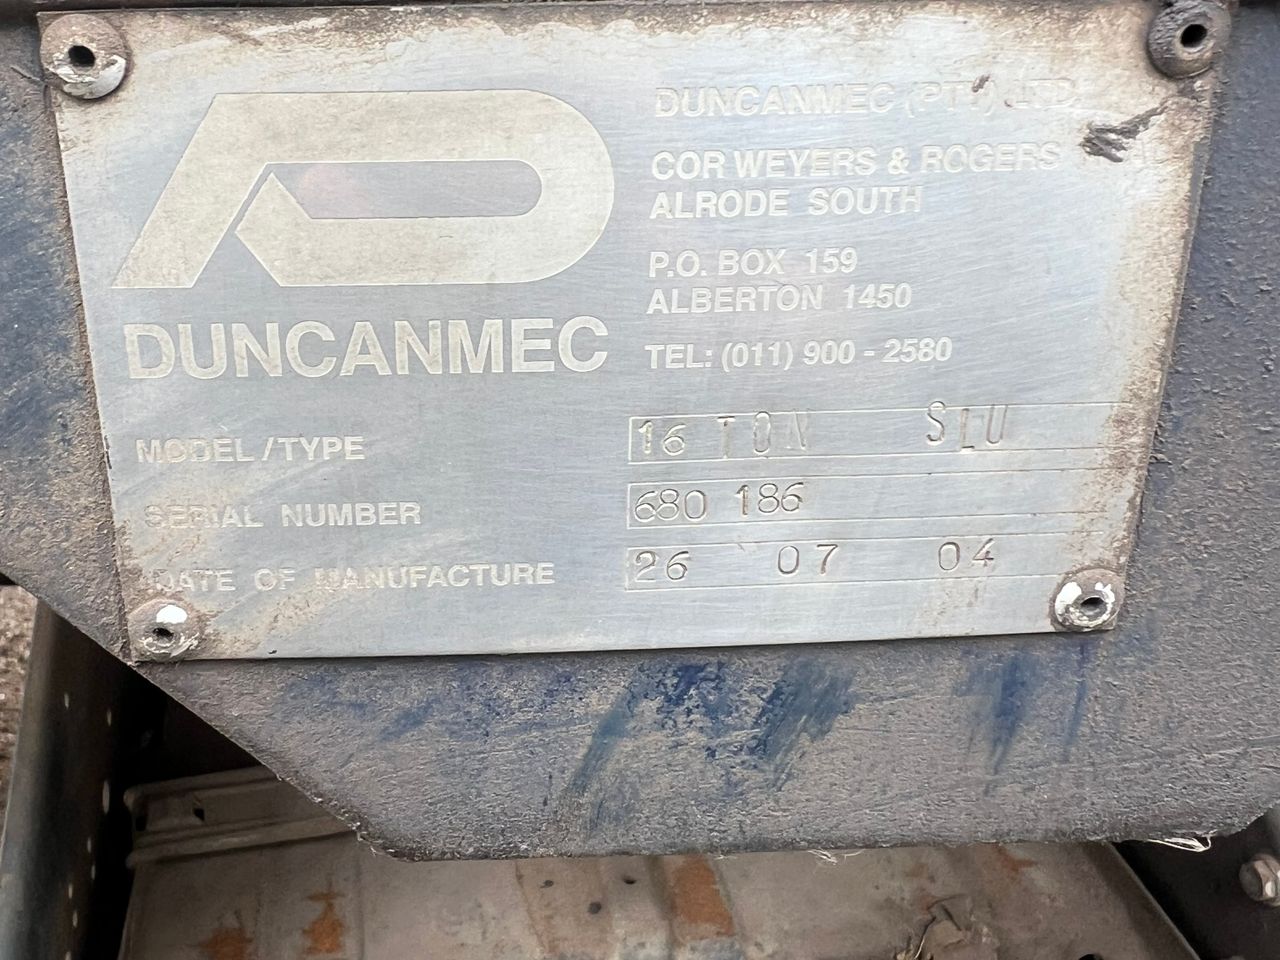 DUNCANMEC (PTY) LTD
COR WEYERS & ROGERS
ALRODE SOUTH
P.O. BOX 159
ALBERTON 1450
TEL: (011) 900 - 2580
DUNCANMEC
MODEL / TYPE 16 TON SLU
SERIAL NUMBER 680 186
DATE OF MANUFACTURE 26 07 04